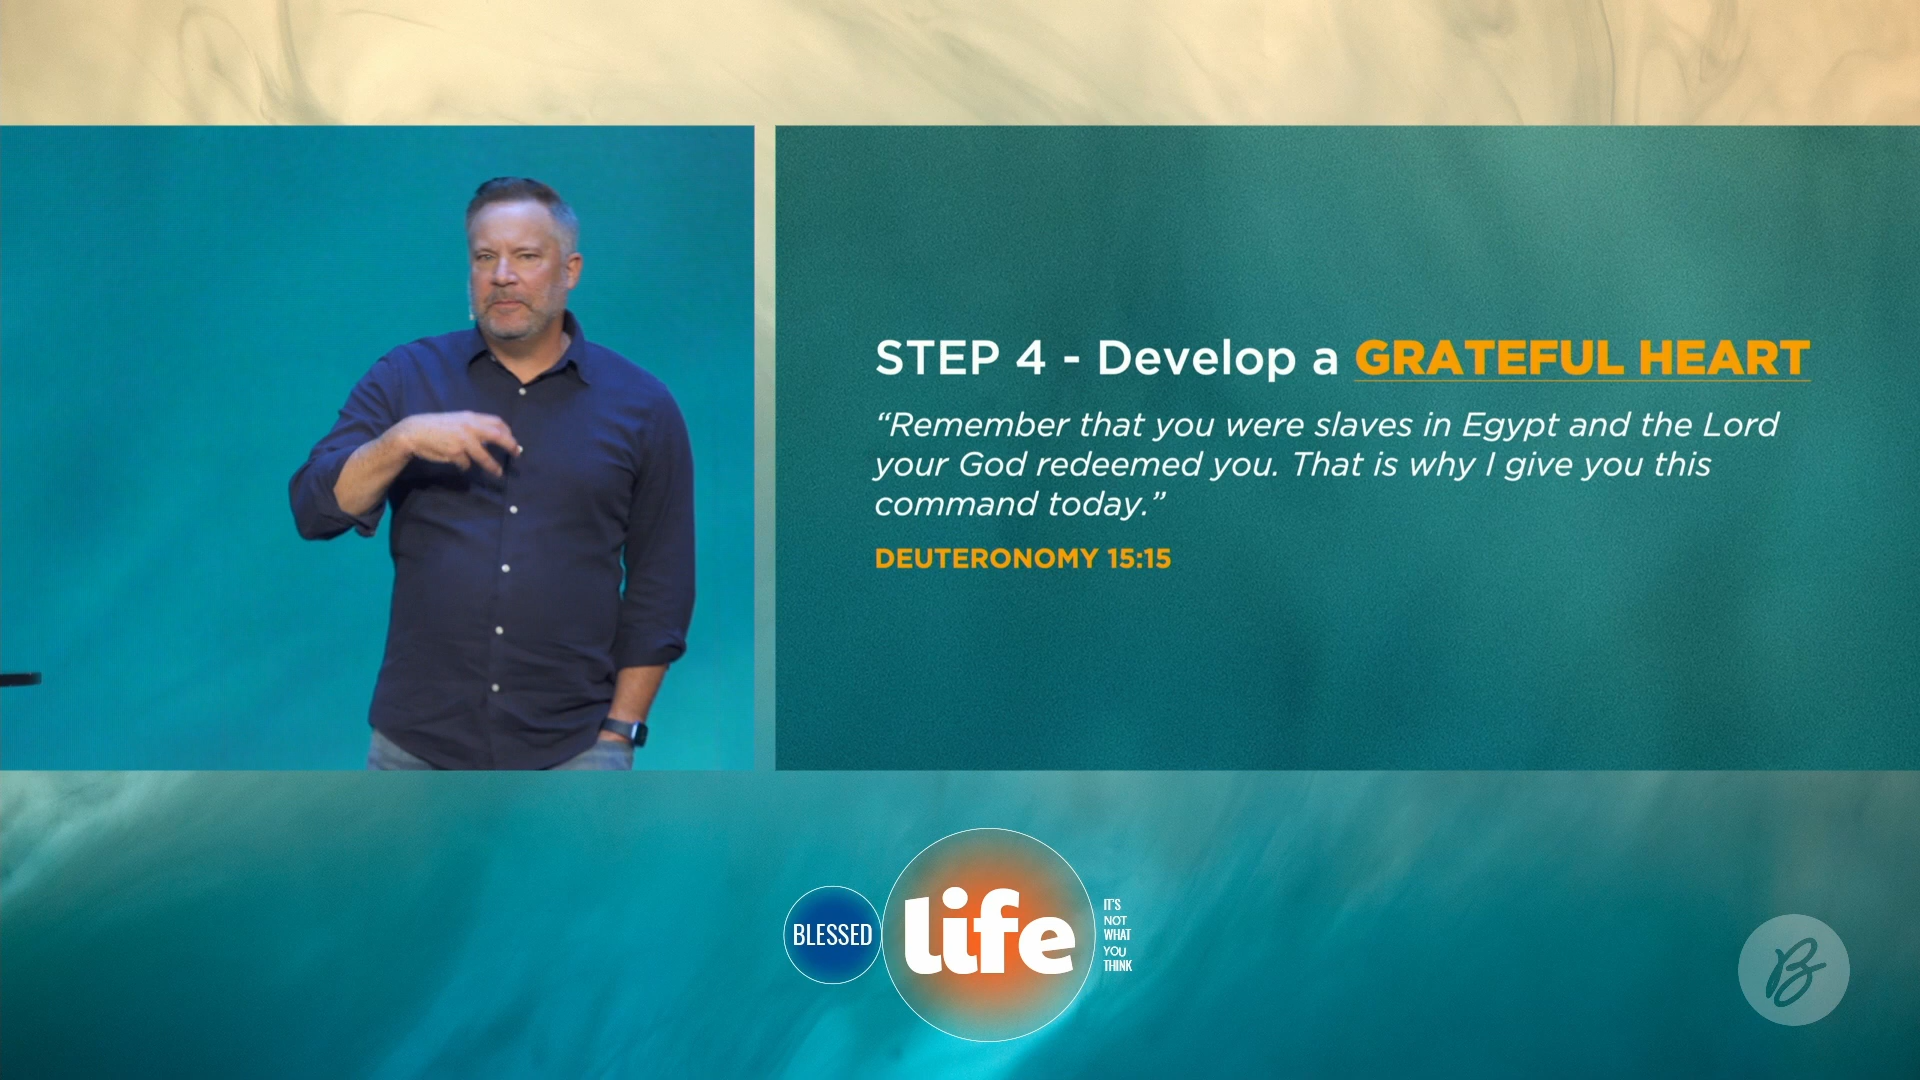 STEP 4 - Develop a GRATEFUL HEART
“Remember that you were slaves in Egypt and the Lord
your God redeemed you. That is why I give you this
command today.”
DEUTERONOMY 15:15
BLESSED
life
IT'S
NOT
WHAT
YOU
THINK
B